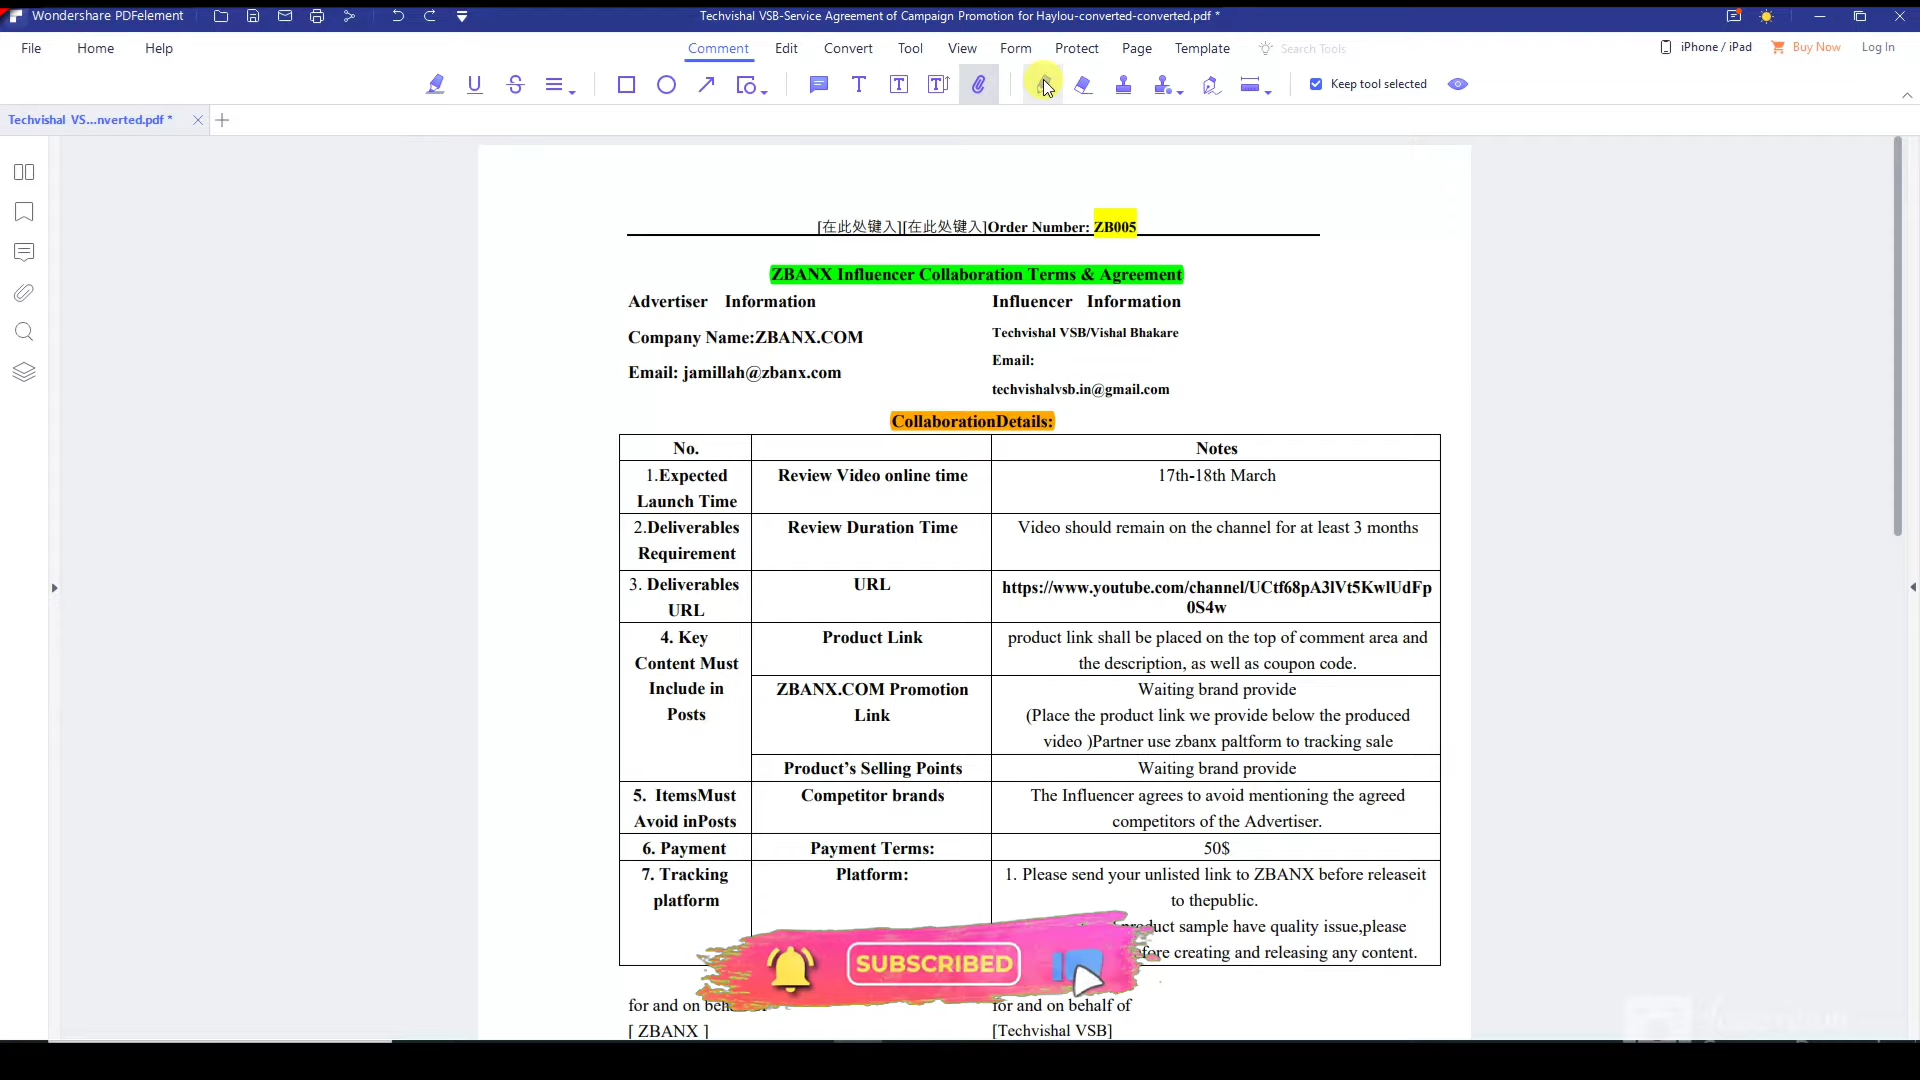 Wondershare PDFelement
Techvishal VSB-Service Agreement of Campaign Promotion for Haylou-converted-converted.pdf *
File Home Help Comment Edit Convert Organize Tool View Form Protect Page Template Search Tools iPhone / iPad Buy Now Log In
Keep tool selected
Techvishal VS...nverted.pdf *
[在此处键入][在此处键入]Order Number: ZB005
ZBANX Influencer Collaboration Terms & Agreement
Advertiser Information
Influencer Information
Company Name:ZBANX.COM
Techvishal VSB/Vishal Bhakare
Email: jamillah@zbanx.com
Email:
techvishalvsb.in@gmail.com
CollaborationDetails:
No. Notes
1.Expected Launch Time
Review Video online time
17th-18th March
2.Deliverables Requirement
Review Duration Time
Video should remain on the channel for at least 3 months
3. Deliverables URL
URL
https://www.youtube.com/channel/UCtf68pA3lVt5KwlUdFp
0S4w
4. Key
Content Must
Include in
Posts
Product Link
product link shall be placed on the top of comment area and
the description, as well as coupon code.
ZBANX.COM Promotion
Link
Waiting brand provide
(Place the product link we provide below the produced
video )Partner use zbanx paltform to tracking sale
Product’s Selling Points
Waiting brand provide
5. ItemsMust
Avoid inPosts
Competitor brands
The Influencer agrees to avoid mentioning the agreed
competitors of the Advertiser.
6. Payment
Payment Terms:
50$
7. Tracking
platform
Platform:
1. Please send your unlisted link to ZBANX before releaseit
to thepublic.
product sample have quality issue,please
before creating and releasing any content.
SUBSCRIBED
for and on
for and on behalf of
[ ZBANX ]
[Techvishal VSB]